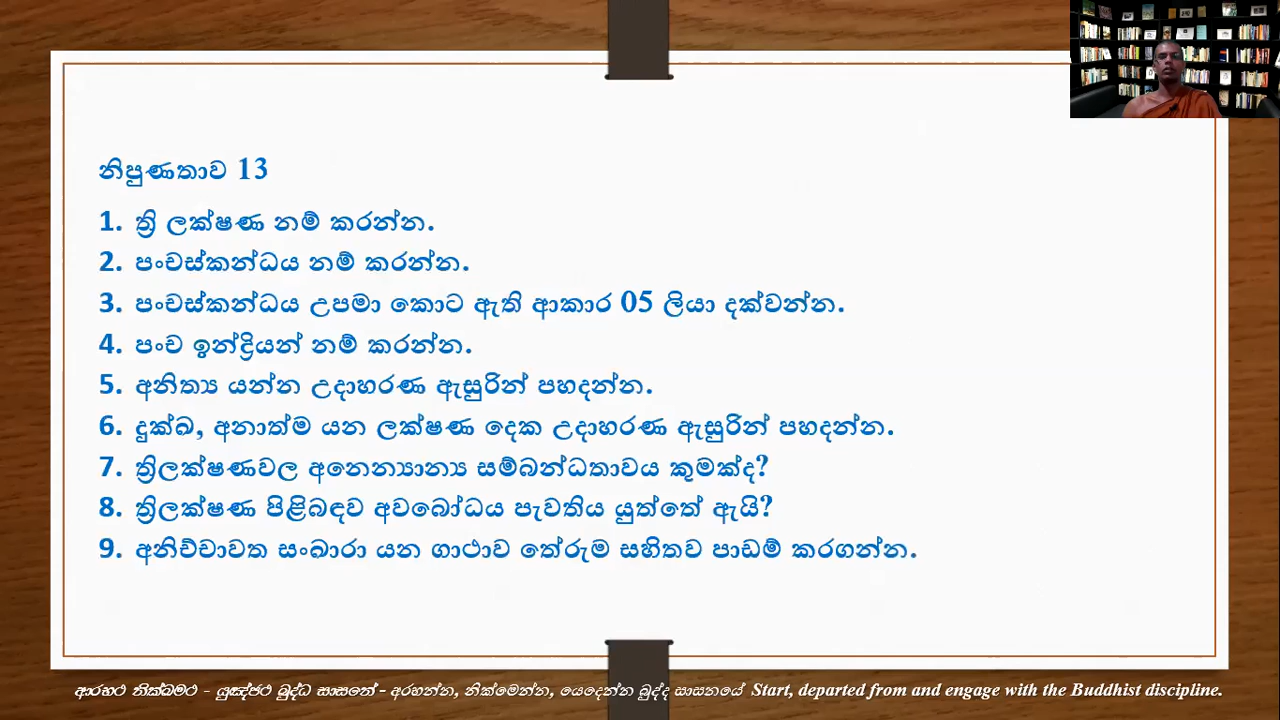 නිපුණතාව 13
1. ත්‍රි ලක්ෂණ නම් කරන්න.
2. පංචස්කන්ධය නම් කරන්න.
3. පංචස්කන්ධය උපමා කොට ඇති ආකාර 05 ලියා දක්වන්න.
4. පංච ඉන්ද්‍රියන් නම් කරන්න.
5. අනිත්‍ය යන්න උදාහරණ ඇසුරින් පහදන්න.
6. දුක්ඛ, අනාත්ම යන ලක්ෂණ දෙක උදාහරණ ඇසුරින් පහදන්න.
7. ත්‍රිලක්ෂණවල අනෙන්‍යාන්‍ය සම්බන්ධතාවය කුමක්ද?
8. ත්‍රිලක්ෂණ පිළිබඳව අවබෝධය පැවතිය යුත්තේ ඇයි?
9. අනිච්චාවත සංඛාරා යන ගාථාව තේරුම සහිතව පාඩම් කරගන්න.
ආරභථ නික්ඛමථ - යුඤ්ජථ බුද්ධ සාසනේ - අරඹන්න, නික්මෙන්න, යෙදෙන්න බුද්ද සාසනයේ Start, departed from and engage with the Buddhist discipline.